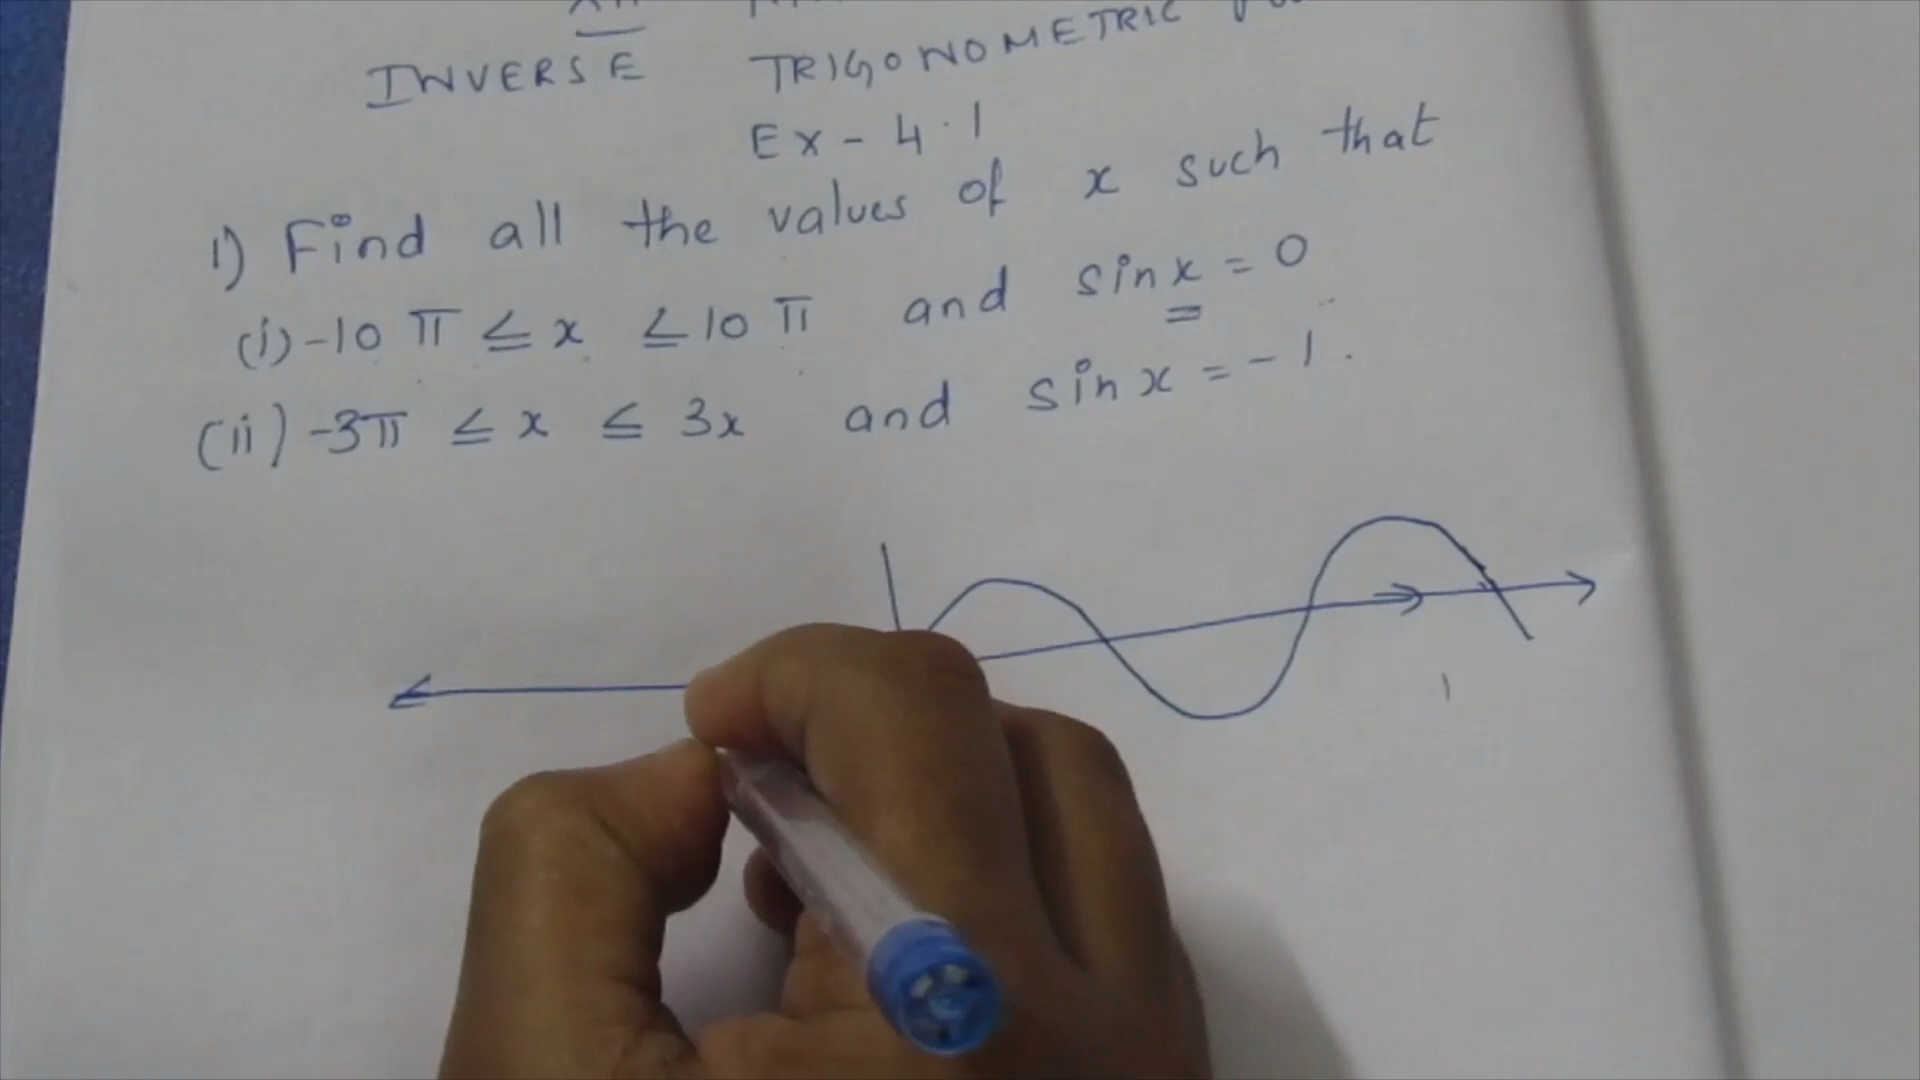 INVERSE TRIGONOMETRIC
Ex - 4.1
1) Find all the values of x such that
(i) -10 π ≤ x ≤ 10 π and sin x = 0
(ii) -3π ≤ x ≤ 3x and sin x = -1.